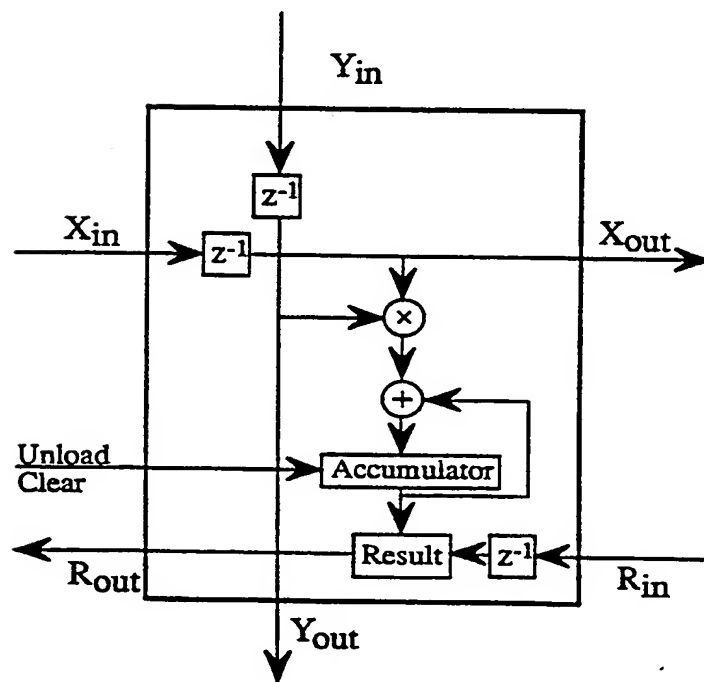 Yin
z-1
Xin
z-1
Xout
×
+
Unload
Clear
Accumulator
Result
z-1
Rout
Rin
Yout